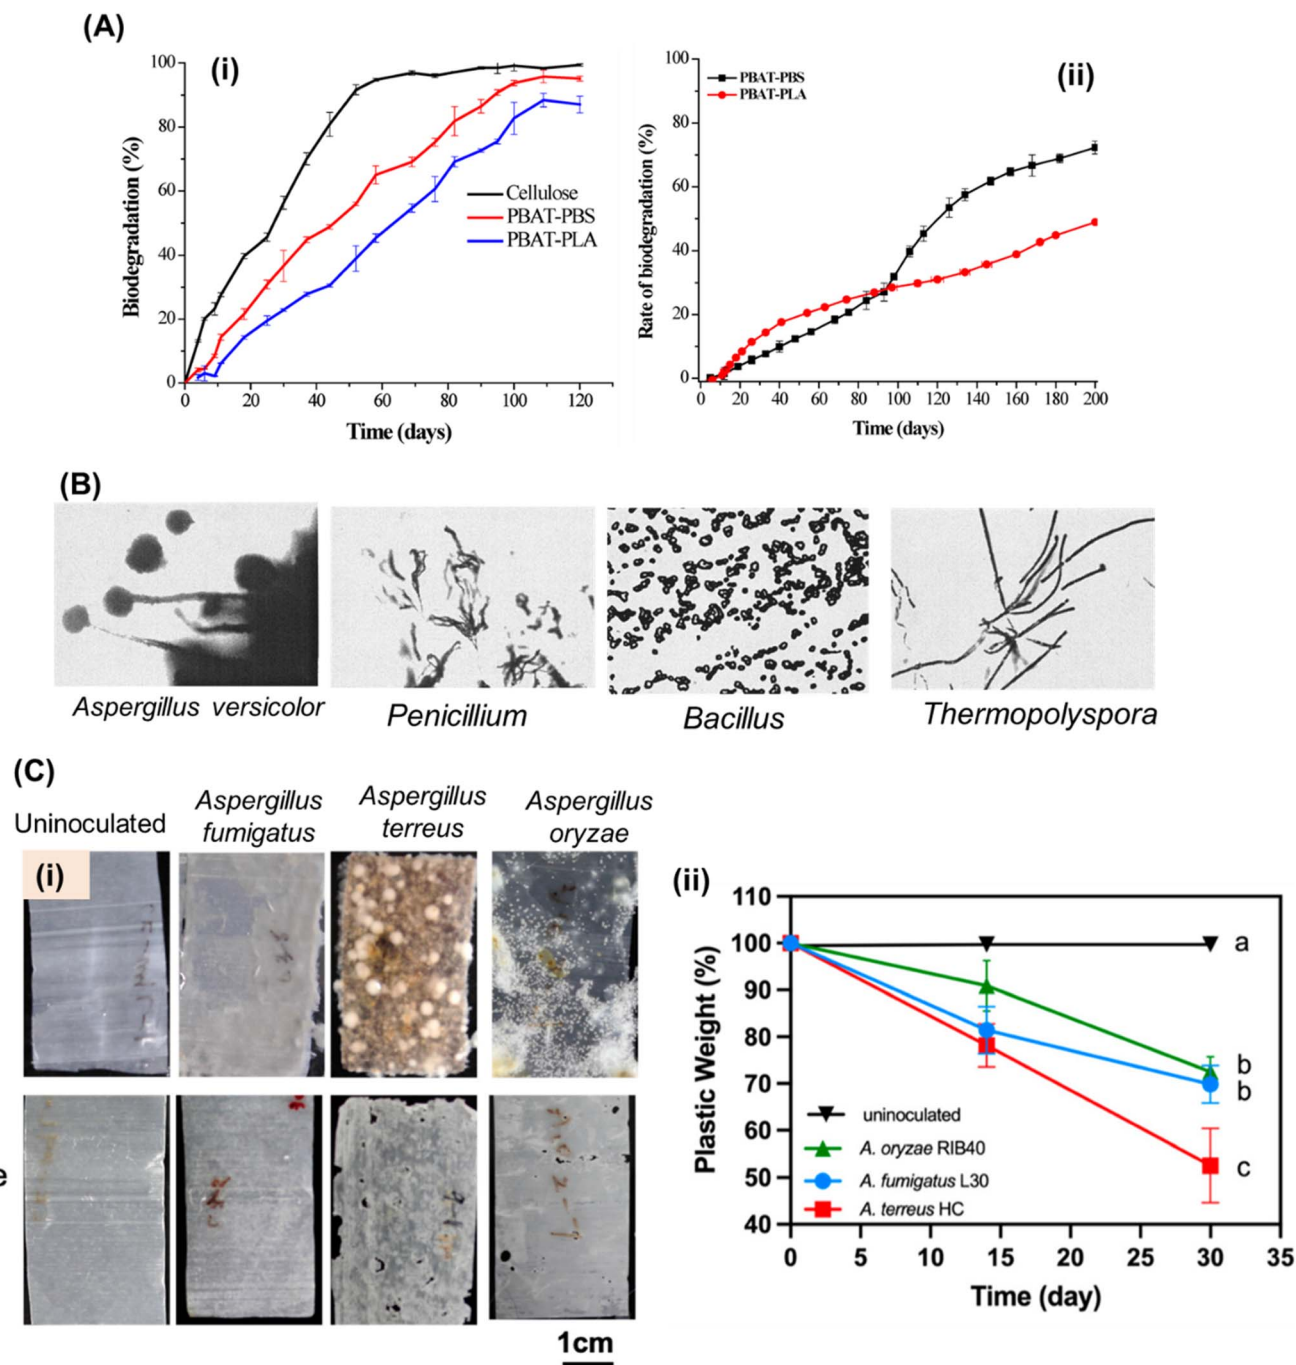 (A)
(i)
100
80
60
40
20
0
Biodegradation (%)
Cellulose
PBAT-PBS
PBAT-PLA
0 20 40 60 80 100 120
Time (days)
(ii)
100
80
60
40
20
0
Rate of biodegradation (%)
PBAT-PBS
PBAT-PLA
0 20 40 60 80 100 120 140 160 180 200
Time (days)
(B)
Aspergillus versicolor
Penicillium
Bacillus
Thermopolyspora
(C)
Uninoculated
Aspergillus
fumigatus
Aspergillus
terreus
Aspergillus
oryzae
(i)
e
1cm
(ii)
110
100
90
80
70
60
50
40
Plastic Weight (%)
a
b
b
c
uninoculated
A. oryzae RIB40
A. fumigatus L30
A. terreus HC
0 5 10 15 20 25 30 35
Time (day)